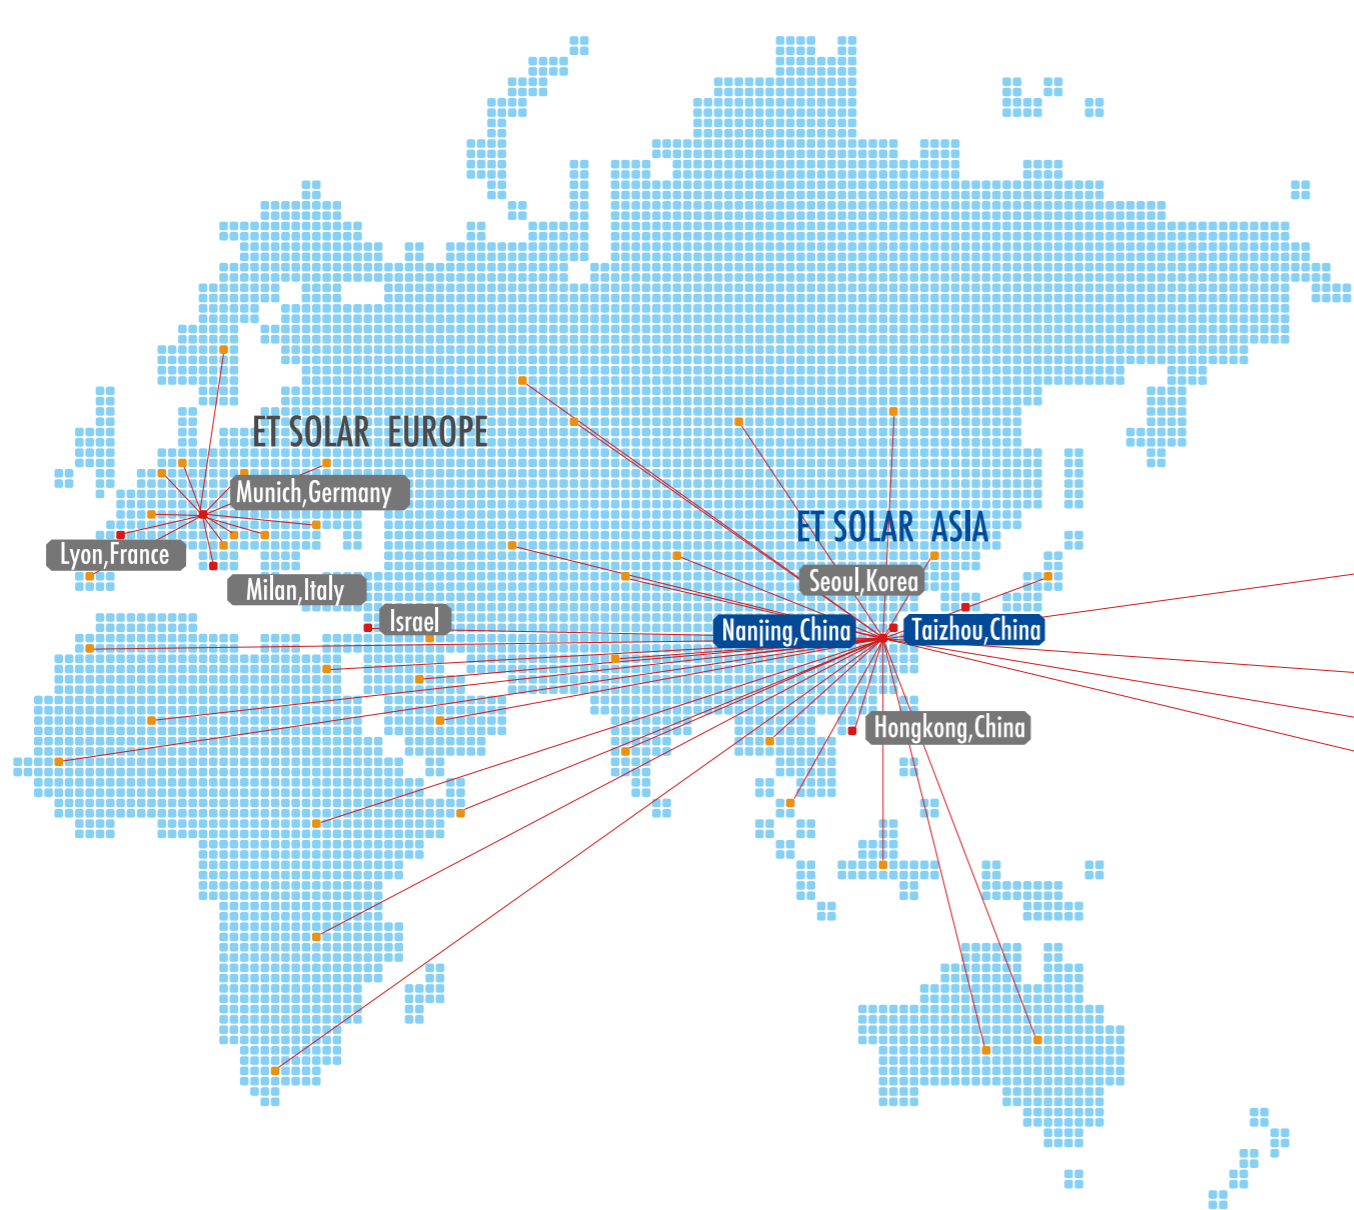 ET SOLAR EUROPE
Munich,Germany
Lyon,France
Milan,Italy
Israel
ET SOLAR ASIA
Seoul,Korea
Nanjing,China
Taizhou,China
Hongkong,China